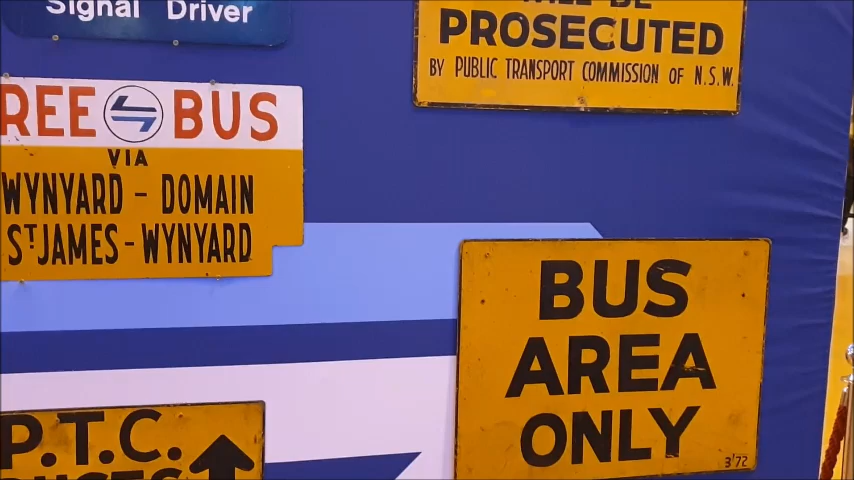 Signal Driver
PROSECUTED
BY PUBLIC TRANSPORT COMMISSION OF N.S.W.
REE BUS
VIA
WYNYARD - DOMAIN
ST JAMES - WYNYARD
BUS
AREA
ONLY
3'72
P.T.C.